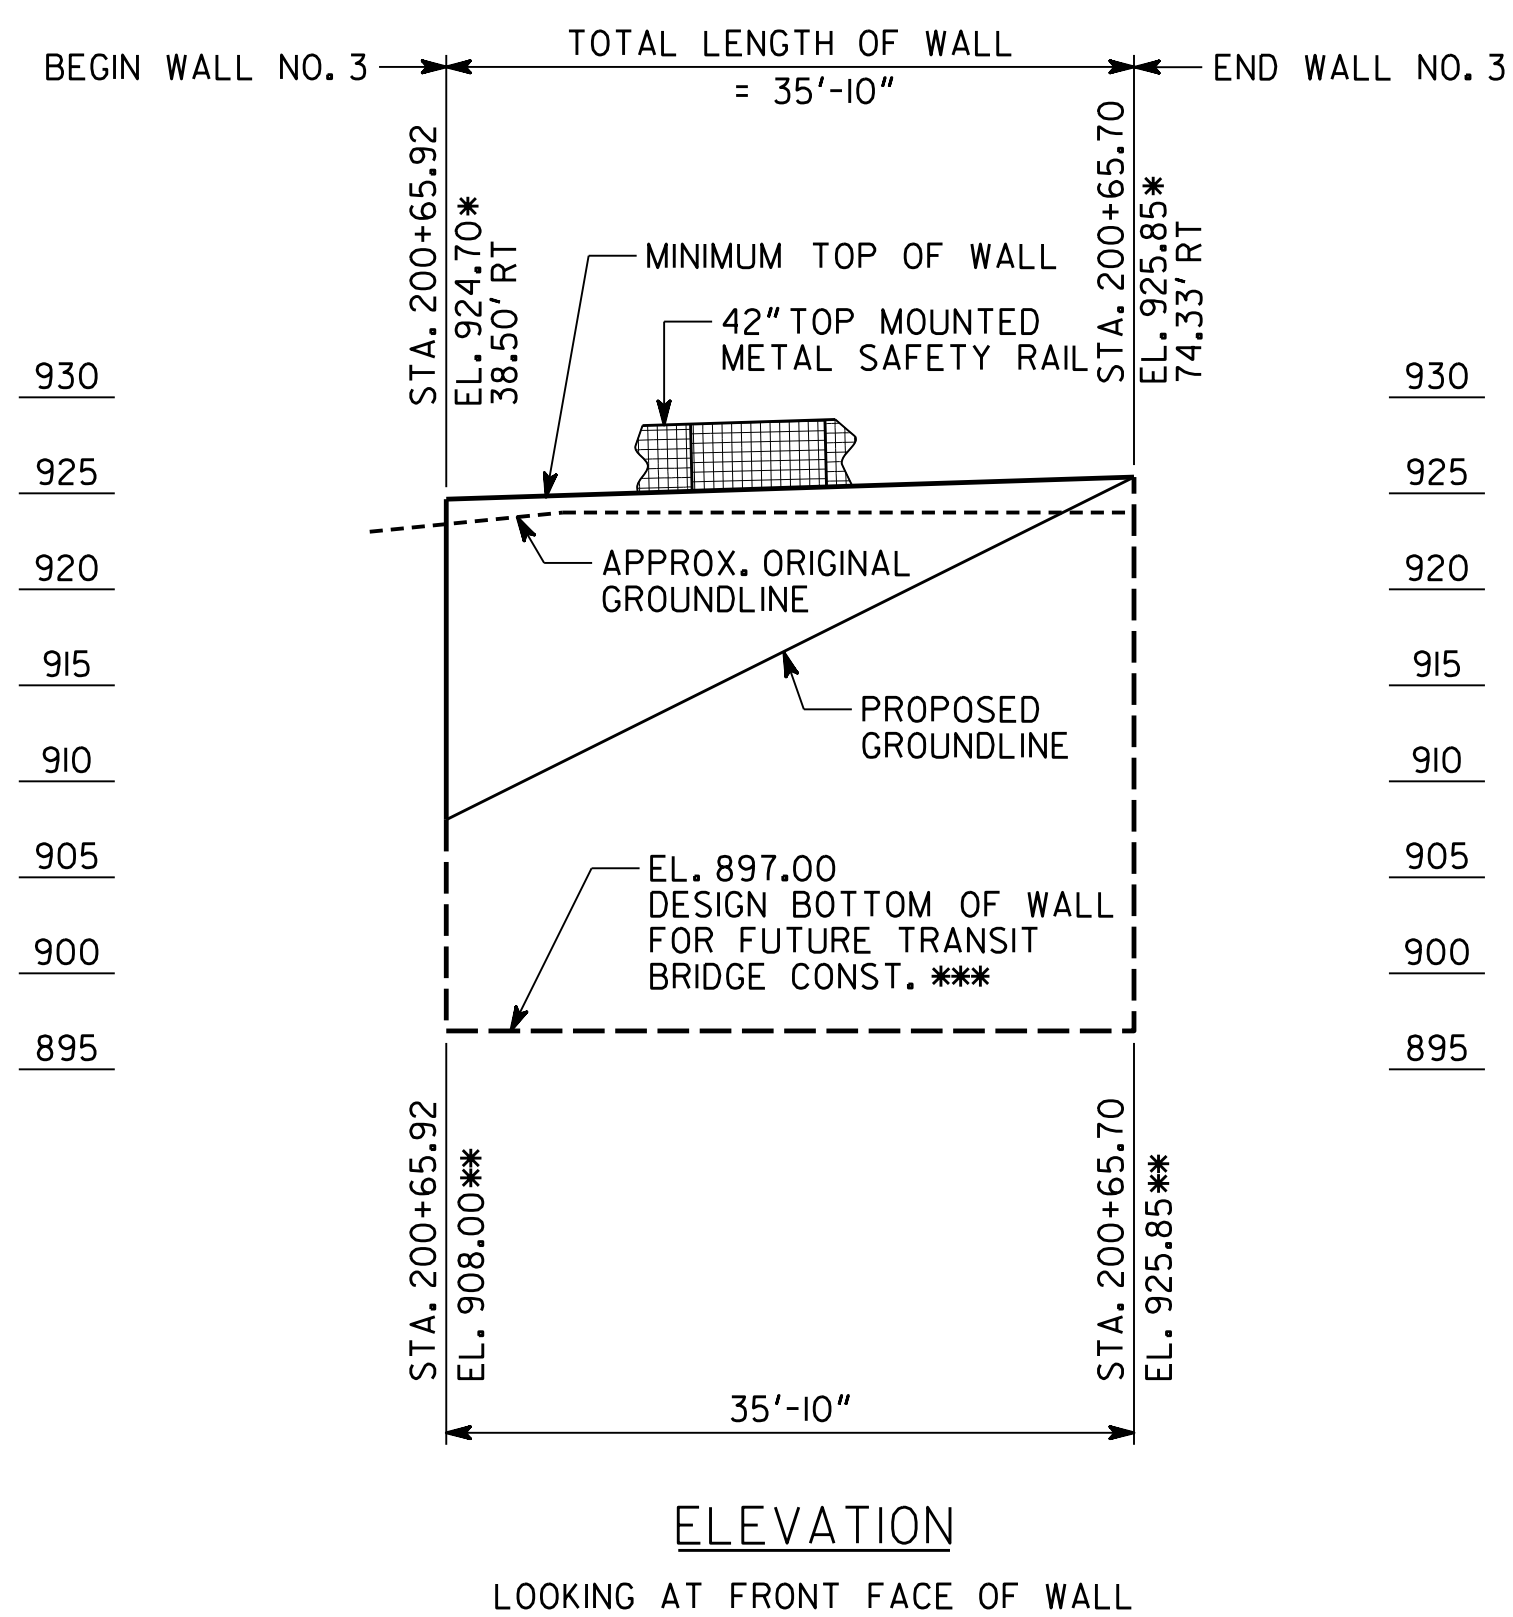 TOTAL LENGTH OF WALL
= 35'-10"
BEGIN WALL NO. 3
END WALL NO. 3
STA. 200+65.92
EL. 924.70*
38.50' RT
STA. 200+65.70
EL. 925.85*
74.33' RT
MINIMUM TOP OF WALL
42" TOP MOUNTED
METAL SAFETY RAIL
930
925
920
915
910
905
900
895
930
925
920
915
910
905
900
895
APPROX. ORIGINAL
GROUNDLINE
PROPOSED
GROUNDLINE
EL. 897.00
DESIGN BOTTOM OF WALL
FOR FUTURE TRANSIT
BRIDGE CONST. ***
STA. 200+65.92
EL. 908.00**
STA. 200+65.70
EL. 925.85**
35'-10"
ELEVATION
LOOKING AT FRONT FACE OF WALL